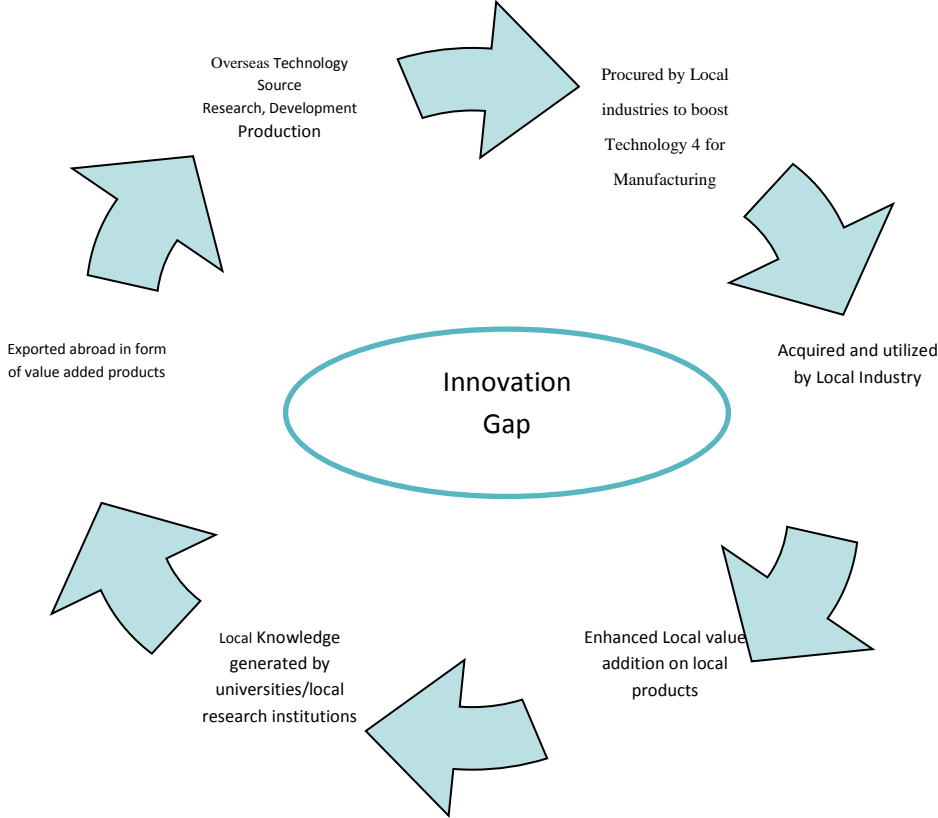 Overseas Technology
Source
Research, Development
Production
Procured by Local
industries to boost
Technology 4 for
Manufacturing
Acquired and utilized
by Local Industry
Enhanced Local value
addition on local
products
Local Knowledge
generated by
universities/local
research institutions
Exported abroad in form
of value added products
Innovation
Gap